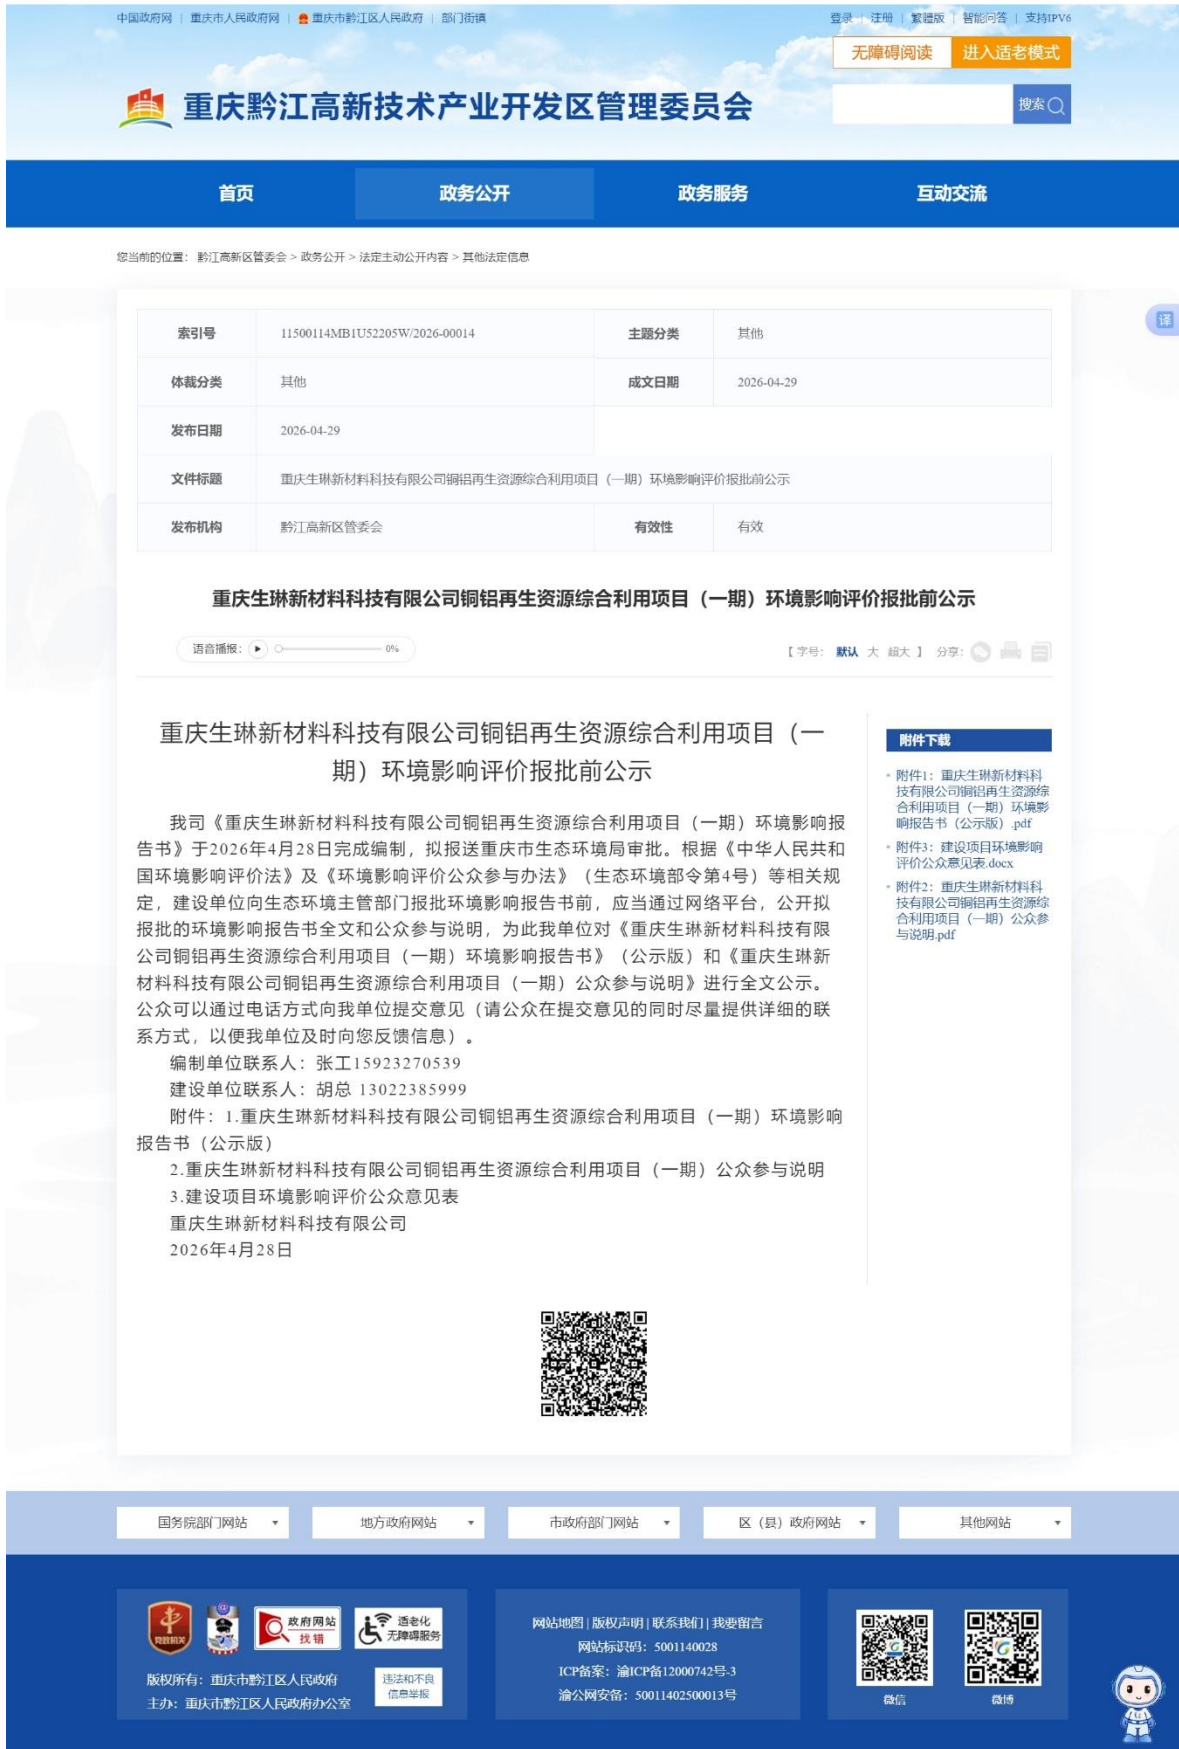 中国政府网 | 重庆市人民政府网 | 重庆市黔江区人民政府 | 部门街镇
登录 | 注册 | 繁體版 | 智能问答 | 支持IPV6
无障碍阅读 进入适老模式
重庆黔江高新技术产业开发区管理委员会
搜索
首页 政务公开 政务服务 互动交流
您当前的位置： 黔江高新区管委会 > 政务公开 > 法定主动公开内容 > 其他法定信息
译
索引号 11500114MB1U52205W/2026-00014 主题分类 其他
体裁分类 其他 成文日期 2026-04-29
发布日期 2026-04-29
文件标题 重庆生琳新材料科技有限公司铜铝再生资源综合利用项目（一期）环境影响评价报批前公示
发布机构 黔江高新区管委会 有效性 有效
重庆生琳新材料科技有限公司铜铝再生资源综合利用项目（一期）环境影响评价报批前公示
语音播报： 0%
【 字号： 默认 大 超大 】 分享：
重庆生琳新材料科技有限公司铜铝再生资源综合利用项目（一
期）环境影响评价报批前公示
我司《重庆生琳新材料科技有限公司铜铝再生资源综合利用项目（一期）环境影响报
告书》于2026年4月28日完成编制，拟报送重庆市生态环境局审批。根据《中华人民共和
国环境影响评价法》及《环境影响评价公众参与办法》（生态环境部令第4号）等相关规
定，建设单位向生态环境主管部门报批环境影响报告书前，应当通过网络平台，公开拟
报批的环境影响报告书全文和公众参与说明，为此我单位对《重庆生琳新材料科技有限
公司铜铝再生资源综合利用项目（一期）环境影响报告书》（公示版）和《重庆生琳新
材料科技有限公司铜铝再生资源综合利用项目（一期）公众参与说明》进行全文公示。
公众可以通过电话方式向我单位提交意见（请公众在提交意见的同时尽量提供详细的联
系方式，以便我单位及时向您反馈信息）。
编制单位联系人：张工15923270539
建设单位联系人：胡总 13022385999
附件：1.重庆生琳新材料科技有限公司铜铝再生资源综合利用项目（一期）环境影响
报告书（公示版）
2.重庆生琳新材料科技有限公司铜铝再生资源综合利用项目（一期）公众参与说明
3.建设项目环境影响评价公众意见表
重庆生琳新材料科技有限公司
2026年4月28日
附件下载
附件1：重庆生琳新材料科
技有限公司铜铝再生资源综
合利用项目（一期）环境影
响报告书（公示版）.pdf
附件3：建设项目环境影响
评价公众意见表.docx
附件2：重庆生琳新材料科
技有限公司铜铝再生资源综
合利用项目（一期）公众参
与说明.pdf
国务院部门网站 地方政府网站 市政府部门网站 区（县）政府网站 其他网站
党政机关
政府网站
找错
适老化
无障碍服务
版权所有：重庆市黔江区人民政府
主办：重庆市黔江区人民政府办公室
违法和不良
信息举报
网站地图 | 版权声明 | 联系我们 | 我要留言
网站标识码：5001140028
ICP备案：渝ICP备12000742号-3
渝公网安备：50011402500013号
微信 微博